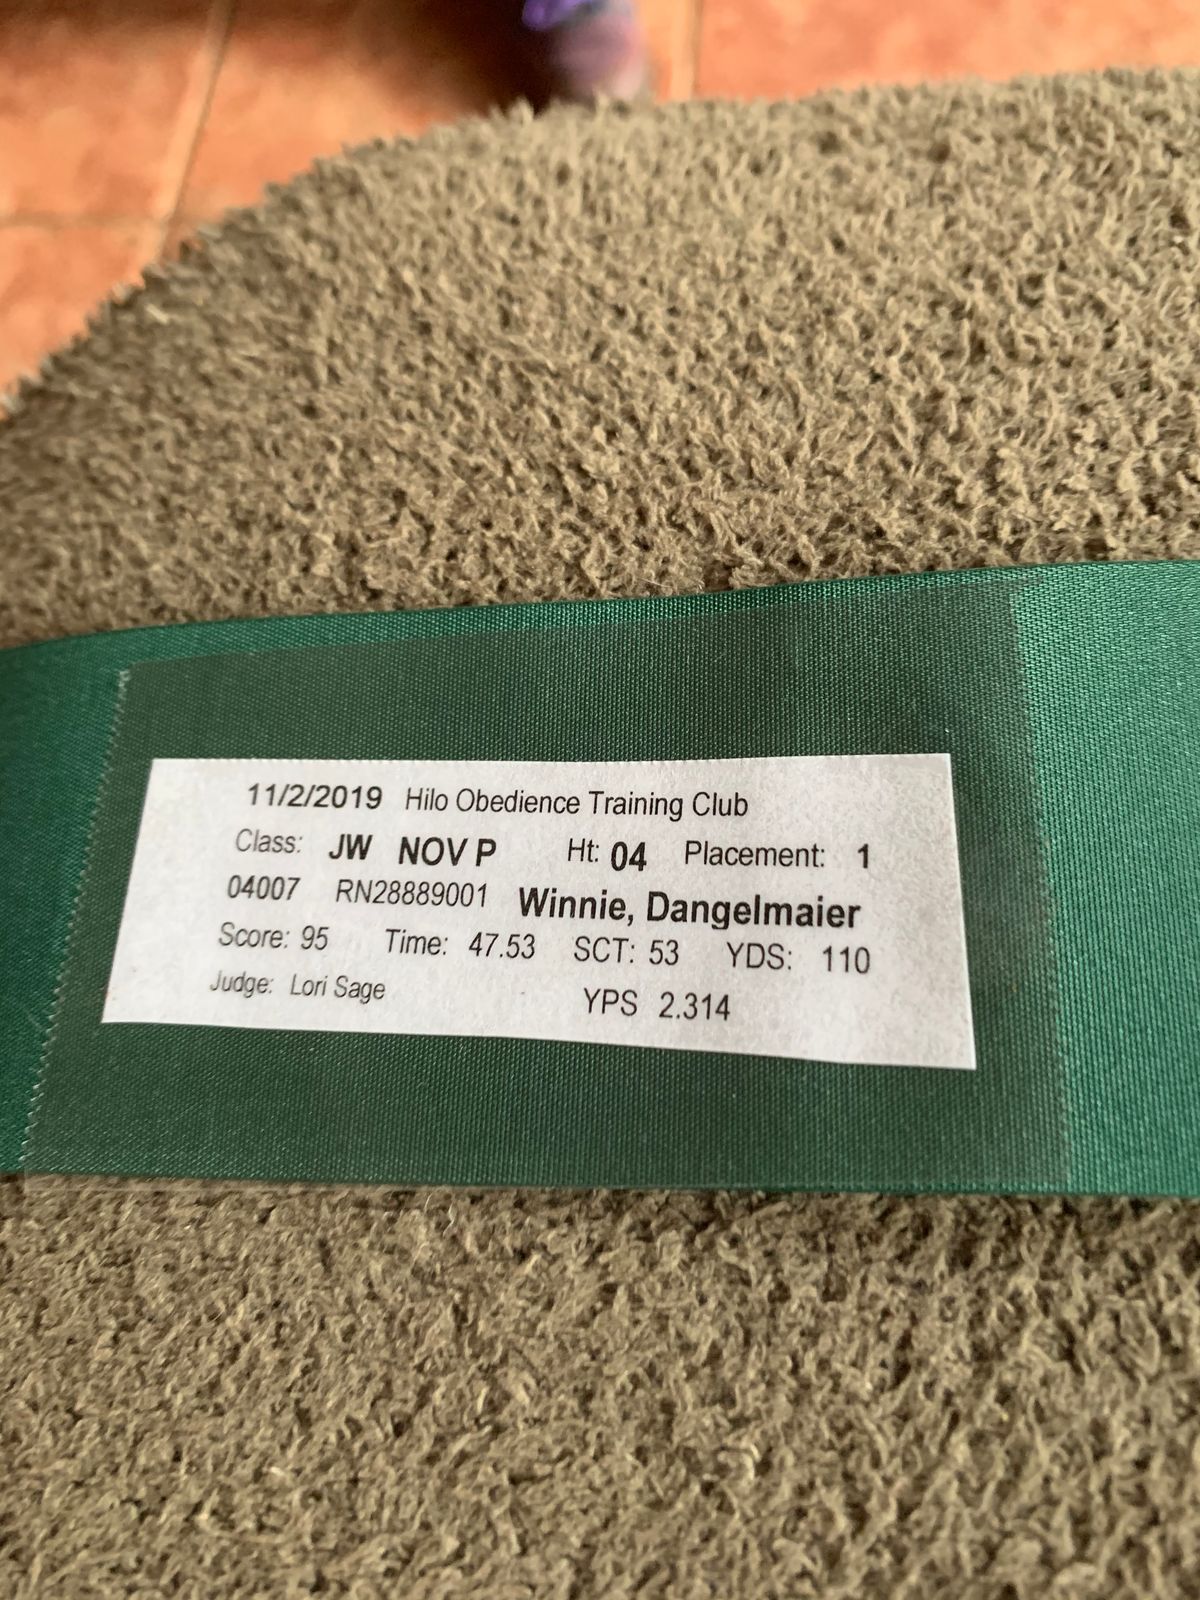 11/2/2019 Hilo Obedience Training Club
Class: JW NOV P Ht: 04 Placement: 1
04007 RN28889001 Winnie, Dangelmaier
Score: 95 Time: 47.53 SCT: 53 YDS: 110
Judge: Lori Sage YPS 2.314